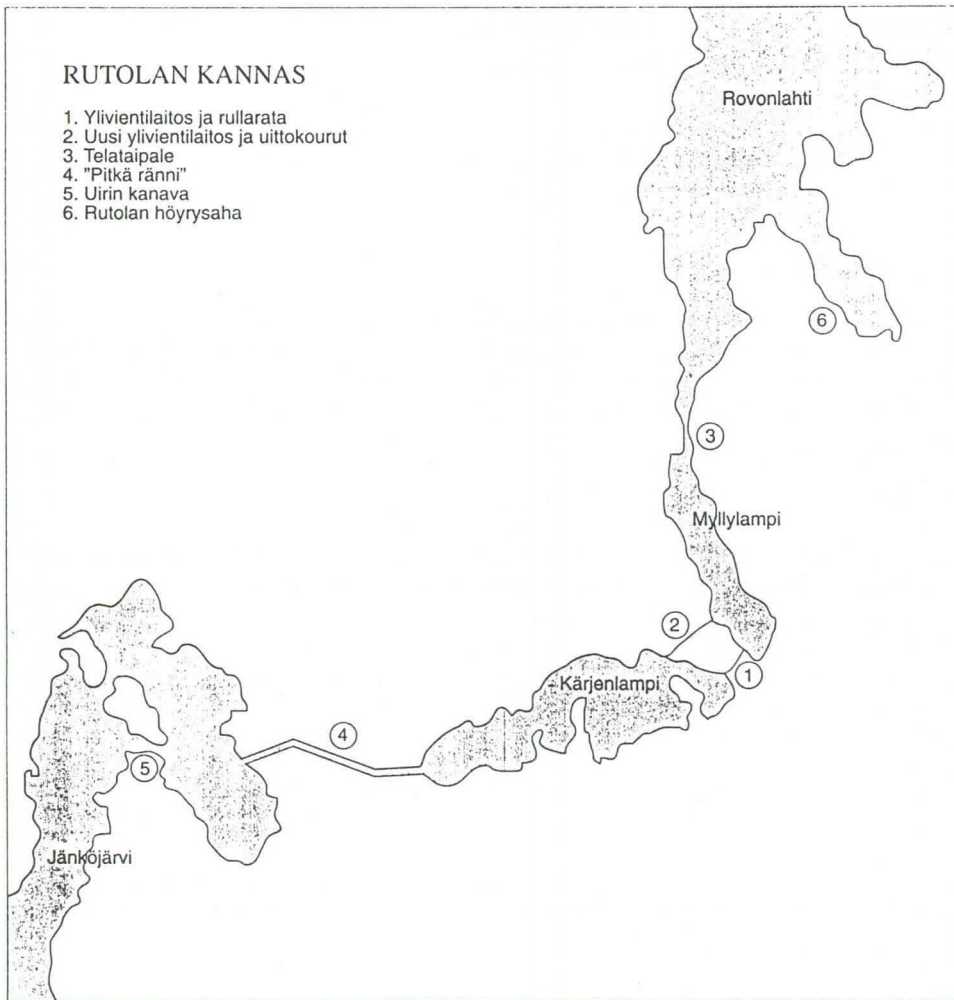 RUTOLAN KANNAS
1. Ylivientilaitos ja rullarata
2. Uusi ylivientilaitos ja uittokourut
3. Telataipale
4. "Pitkä ränni"
5. Uirin kanava
6. Rutolan höyrysaha
Rovonlahti
6
3
Myllylampi
2
1
Kärjenlampi
4
5
Jänköjärvi